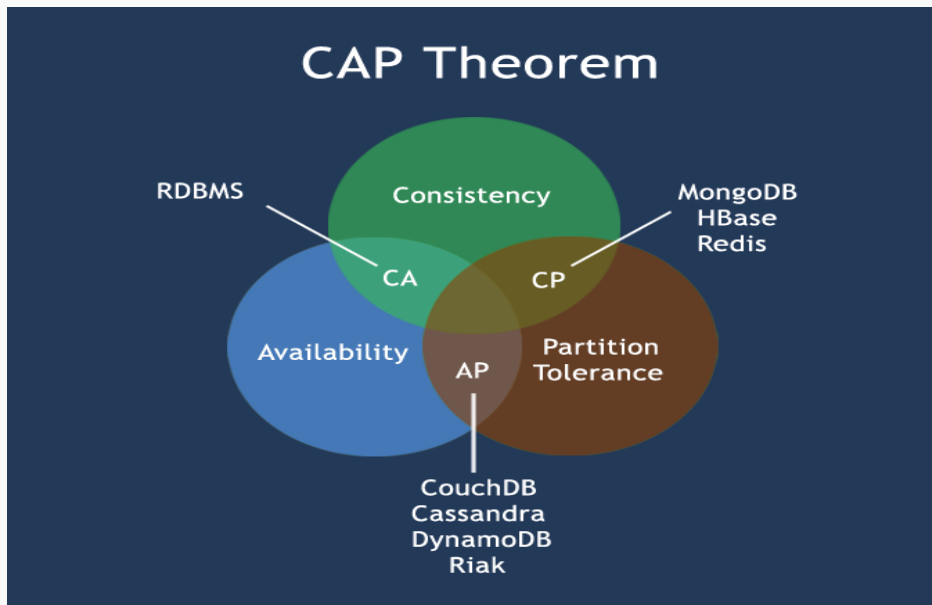 CAP Theorem
Consistency
RDBMS
MongoDB
HBase
Redis
CA
CP
Availability
Partition
Tolerance
AP
CouchDB
Cassandra
DynamoDB
Riak